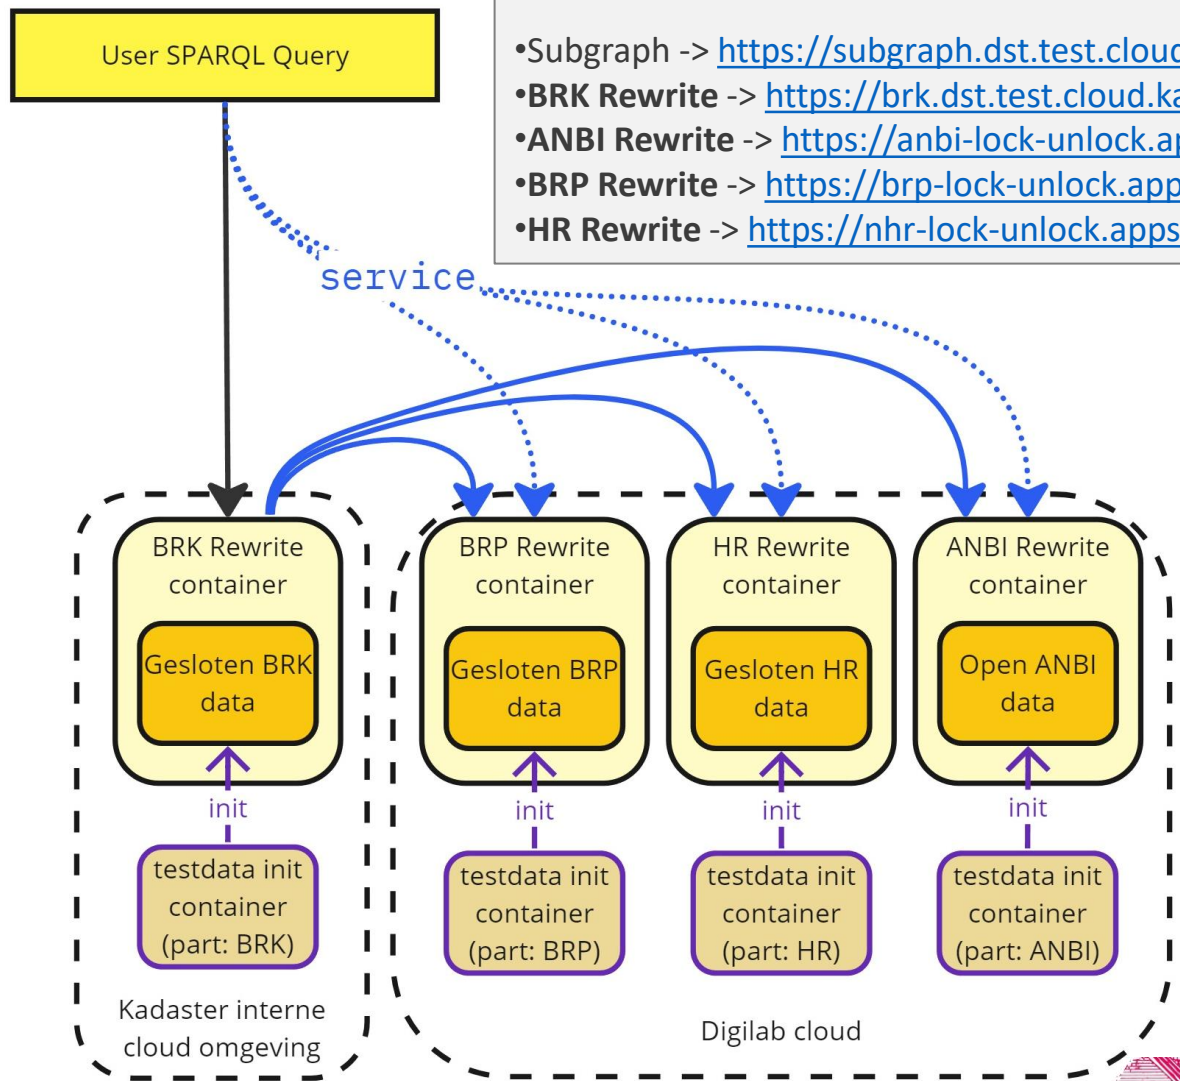 User SPARQL Query
•Subgraph -> https://subgraph.dst.test.cloud
•BRK Rewrite -> https://brk.dst.test.cloud.ka
•ANBI Rewrite -> https://anbi-lock-unlock.ap
•BRP Rewrite -> https://brp-lock-unlock.app
•HR Rewrite -> https://nhr-lock-unlock.apps
service
BRK Rewrite
container
Gesloten BRK
data
init
testdata init
container
(part: BRK)
Kadaster interne
cloud omgeving
BRP Rewrite
container
Gesloten BRP
data
init
testdata init
container
(part: BRP)
HR Rewrite
container
Gesloten HR
data
init
testdata init
container
(part: HR)
ANBI Rewrite
container
Open ANBI
data
init
testdata init
container
(part: ANBI)
Digilab cloud